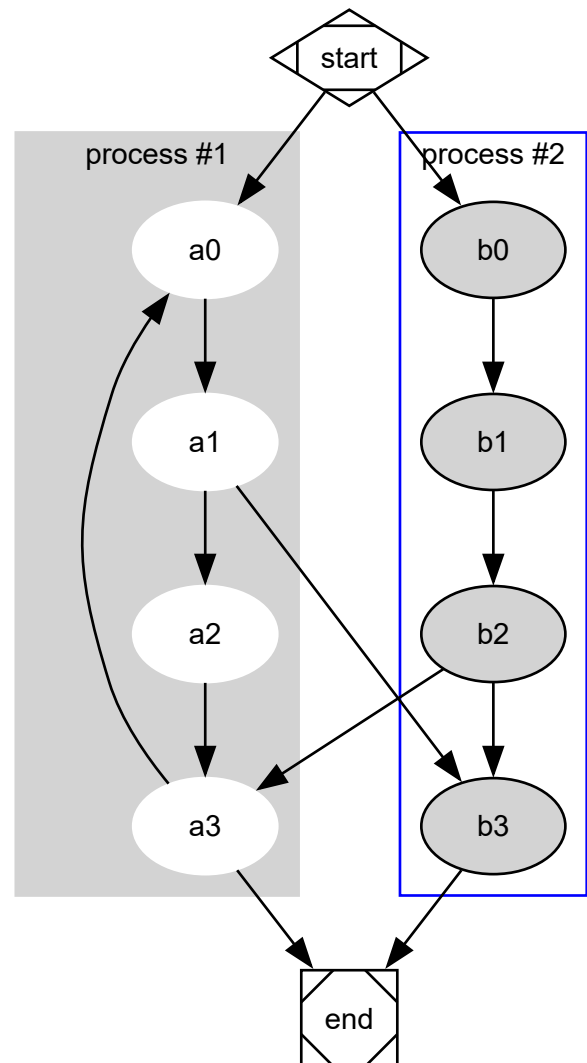 start
process #1
process #2
a0
b0
a1
b1
a2
b2
a3
b3
end